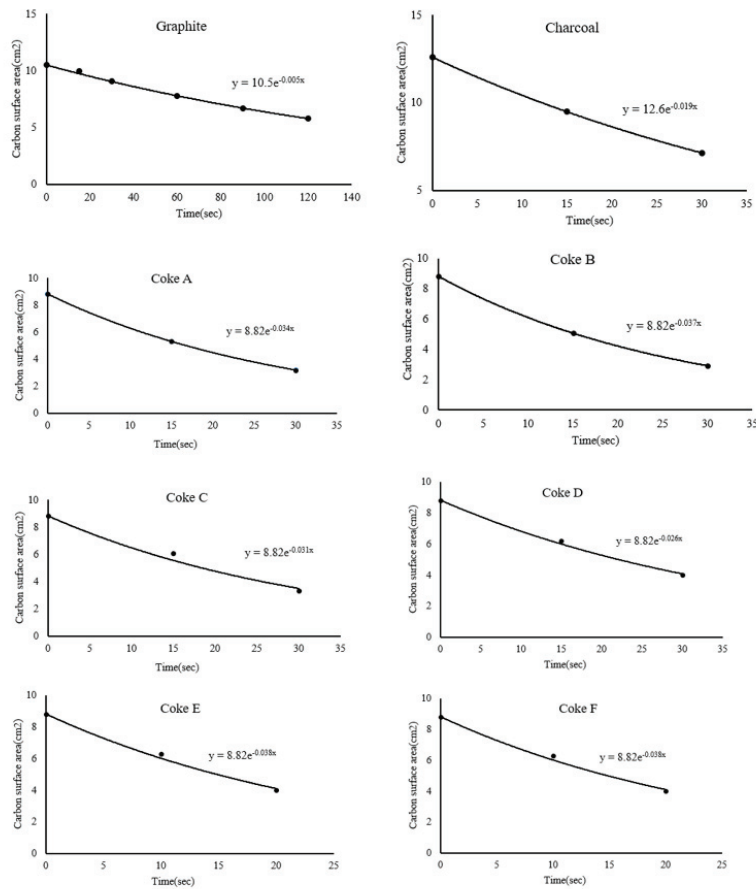 Graphite
15
10
5
0
Carbon surface area(cm2)
y = 10.5e-0.005x
0 20 40 60 80 100 120 140
Time(sec)
Charcoal
15
10
5
Carbon surface area(cm2)
y = 12.6e-0.019x
0 5 10 15 20 25 30 35
Time(sec)
Coke A
10
8
6
4
2
0
Carbon surface area(cm2)
y = 8.82e-0.034x
0 5 10 15 20 25 30 35
Time(sec)
Coke B
10
8
6
4
2
0
Carbon surface area(cm2)
y = 8.82e-0.037x
0 5 10 15 20 25 30 35
Time(sec)
Coke C
10
8
6
4
2
0
Carbon surface area(cm2)
y = 8.82e-0.031x
0 5 10 15 20 25 30 35
Time(sec)
Coke D
10
8
6
4
2
0
Carbon surface area(cm2)
y = 8.82e-0.026x
0 5 10 15 20 25 30 35
Time(sec)
Coke E
10
8
6
4
2
0
Carbon surface area(cm2)
y = 8.82e-0.038x
0 5 10 15 20 25
Time(sec)
Coke F
10
8
6
4
2
0
Carbon surface area(cm2)
y = 8.82e-0.038x
0 5 10 15 20 25
Time(sec)